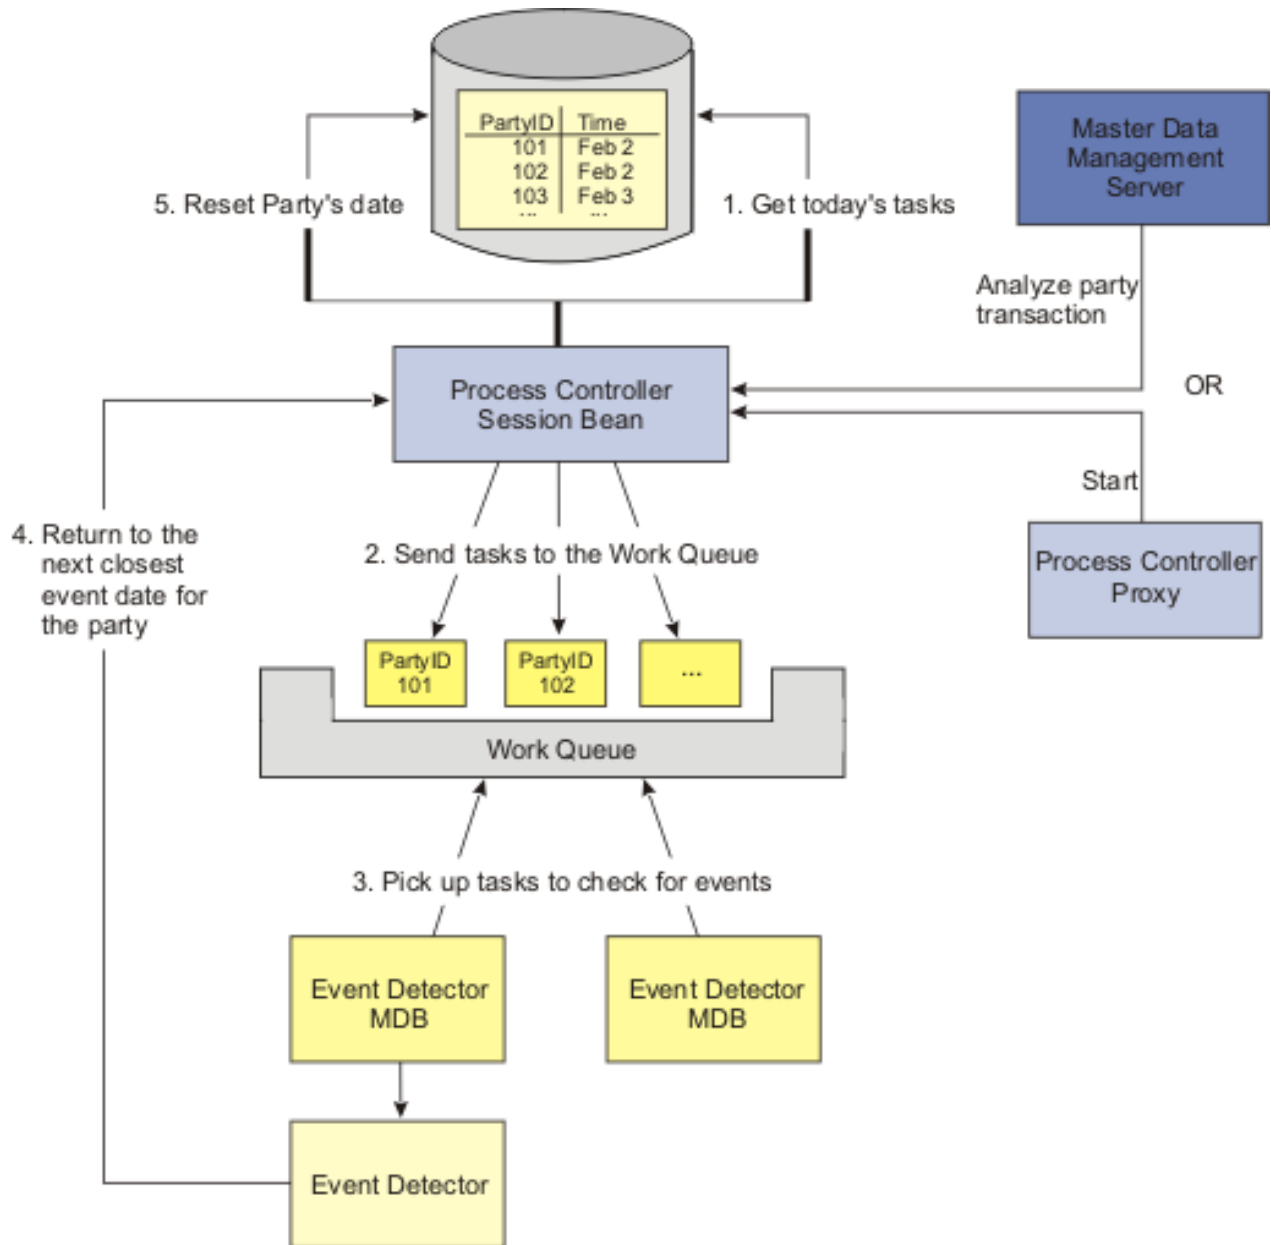 PartyID Time
101 Feb 2
102 Feb 2
103 Feb 3
... ...
Master Data
Management
Server
5. Reset Party's date
1. Get today's tasks
Analyze party
transaction
OR
Process Controller
Session Bean
Start
4. Return to the
next closest
event date for
the party
2. Send tasks to the Work Queue
Process Controller
Proxy
PartyID
101
PartyID
102
...
Work Queue
3. Pick up tasks to check for events
Event Detector
MDB
Event Detector
MDB
Event Detector